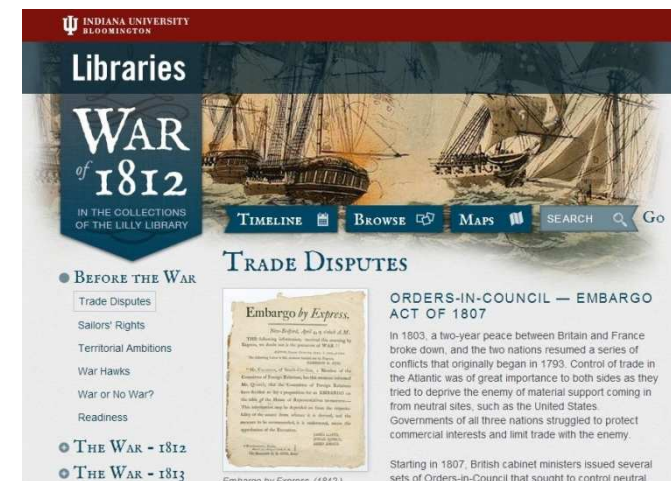 INDIANA UNIVERSITY
BLOOMINGTON
Libraries
WAR
of
1812
IN THE COLLECTIONS
OF THE LILLY LIBRARY
TIMELINE
BROWSE
MAPS
SEARCH
GO
TRADE DISPUTES
BEFORE THE WAR
Trade Disputes
Sailors' Rights
Territorial Ambitions
War Hawks
War or No War?
Readiness
THE WAR - 1812
THE WAR - 1813
Embargo by Express.
Embargo by Express. (1812.)
ORDERS-IN-COUNCIL — EMBARGO
ACT OF 1807
In 1803, a two-year peace between Britain and France
broke down, and the two nations resumed a series of
conflicts that originally began in 1793. Control of trade in
the Atlantic was of great importance to both sides as they
tried to deprive the enemy of material support coming in
from neutral sites, such as the United States.
Governments of all three nations struggled to protect
commercial interests and limit trade with the enemy.
Starting in 1807, British cabinet ministers issued several
sets of Orders-in-Council that sought to control neutral